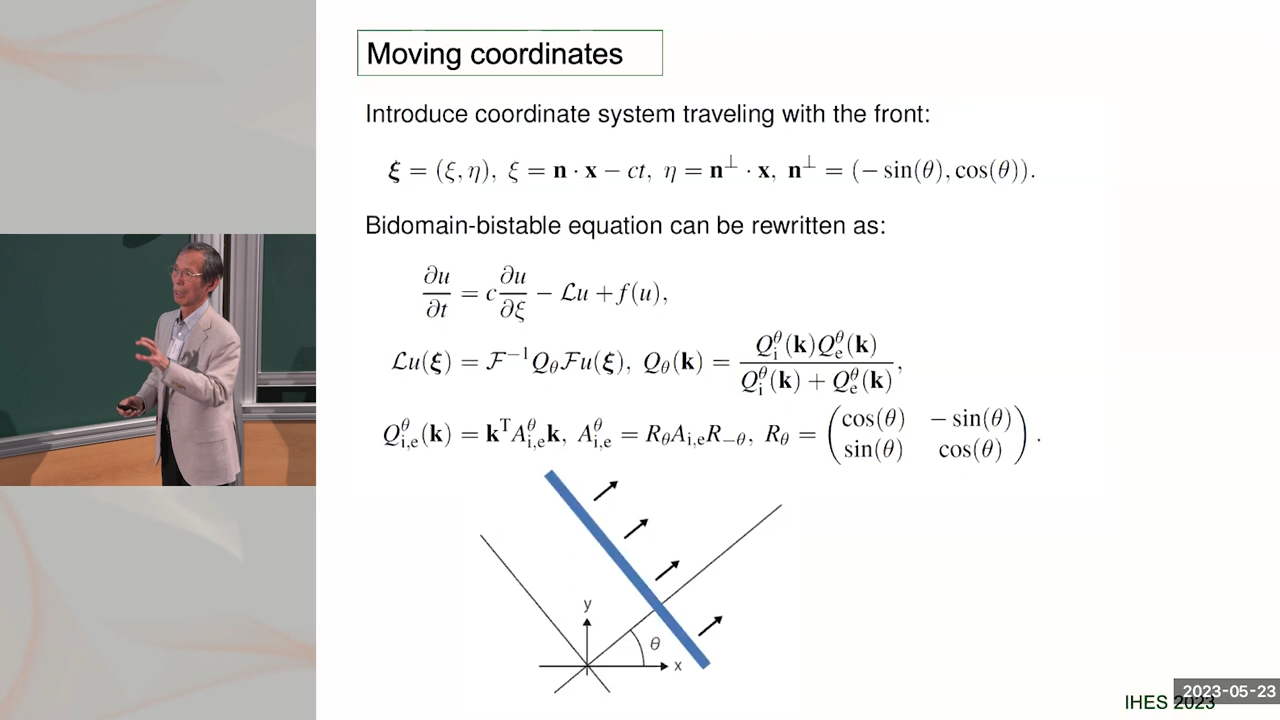 Moving coordinates
Introduce coordinate system traveling with the front:
ξ = (ξ, η), ξ = n · x − ct, η = n⊥ · x, n⊥ = (− sin(θ), cos(θ)).
Bidomain-bistable equation can be rewritten as:
∂u/∂t = c ∂u/∂ξ − ℒu + f(u),
ℒu(ξ) = ℱ⁻¹Q_θℱu(ξ), Q_θ(k) = Q_i^θ(k)Q_e^θ(k) / (Q_i^θ(k) + Q_e^θ(k)),
Q_{i,e}^θ(k) = k^T A_{i,e}^θ k, A_{i,e}^θ = R_θ A_{i,e} R_{−θ}, R_θ = (cos(θ) − sin(θ)
sin(θ) cos(θ)) .
y
θ
x
2023-05-23
IHES 2023